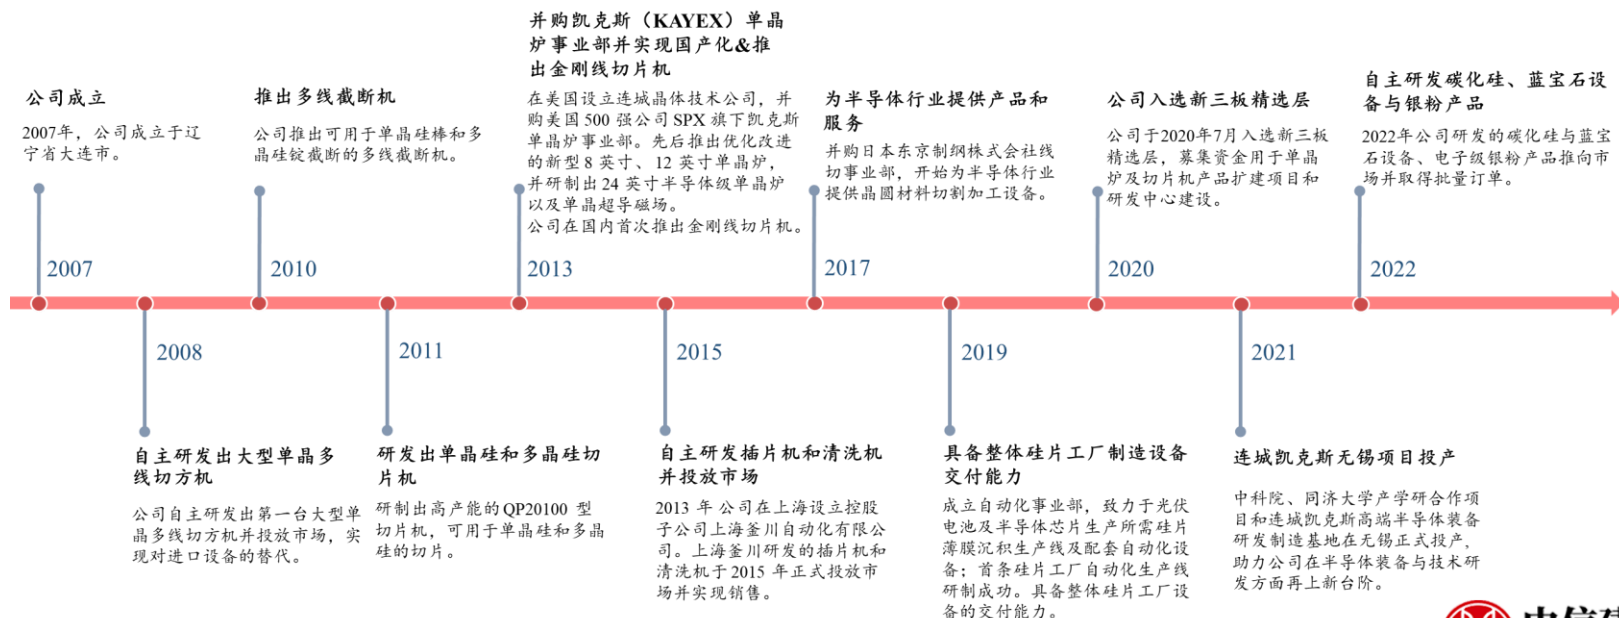 公司成立
2007年，公司成立于辽
宁省大连市。
2007
推出多线截断机
公司推出可用于单晶硅棒和多
晶硅锭截断的多线截断机。
2010
并购凯克斯（KAYEX）单晶
炉事业部并实现国产化&推
出金刚线切片机
在美国设立连城晶体技术公司，并
购美国 500 强公司 SPX 旗下凯克斯
单晶炉事业部。先后推出优化改进
的新型 8 英寸、12 英寸单晶炉，
并研制出 24 英寸半导体级单晶炉
以及单晶超导磁场。
公司在国内首次推出金刚线切片机。
2013
为半导体行业提供产品和
服务
并购日本东京制纲株式会社线
切事业部，开始为半导体行业
提供晶圆材料切割加工设备。
2017
公司入选新三板精选层
公司于2020年7月入选新三板
精选层，募集资金用于单晶
炉及切片机产品扩建项目和
研发中心建设。
2020
自主研发碳化硅、蓝宝石设
备与银粉产品
2022年公司研发的碳化硅与蓝宝
石设备、电子级银粉产品推向市
场并取得批量订单。
2022
2008
自主研发出大型单晶多
线切方机
公司自主研发出第一台大型单
晶多线切方机并投放市场，实
现对进口设备的替代。
2011
研发出单晶硅和多晶硅切
片机
研制出高产能的QP20100 型
切片机，可用于单晶硅和多晶
硅的切片。
2015
自主研发插片机和清洗机
并投放市场
2013 年公司在上海设立控股
子公司上海釜川自动化有限公
司。上海釜川研发的插片机和
清洗机于 2015 年正式投放市
场并实现销售。
2019
具备整体硅片工厂制造设备
交付能力
成立自动化事业部，致力于光伏
电池及半导体芯片生产所需硅片
薄膜沉积生产线及配套自动化设
备；首条硅片工厂自动化生产线
研制成功。具备整体硅片工厂设
备的交付能力。
2021
连城凯克斯无锡项目投产
中科院、同济大学产学研合作项
目和连城凯克斯高端半导体装备
研发制造基地在无锡正式投产，
助力公司在半导体装备与技术研
发方面再上新台阶。